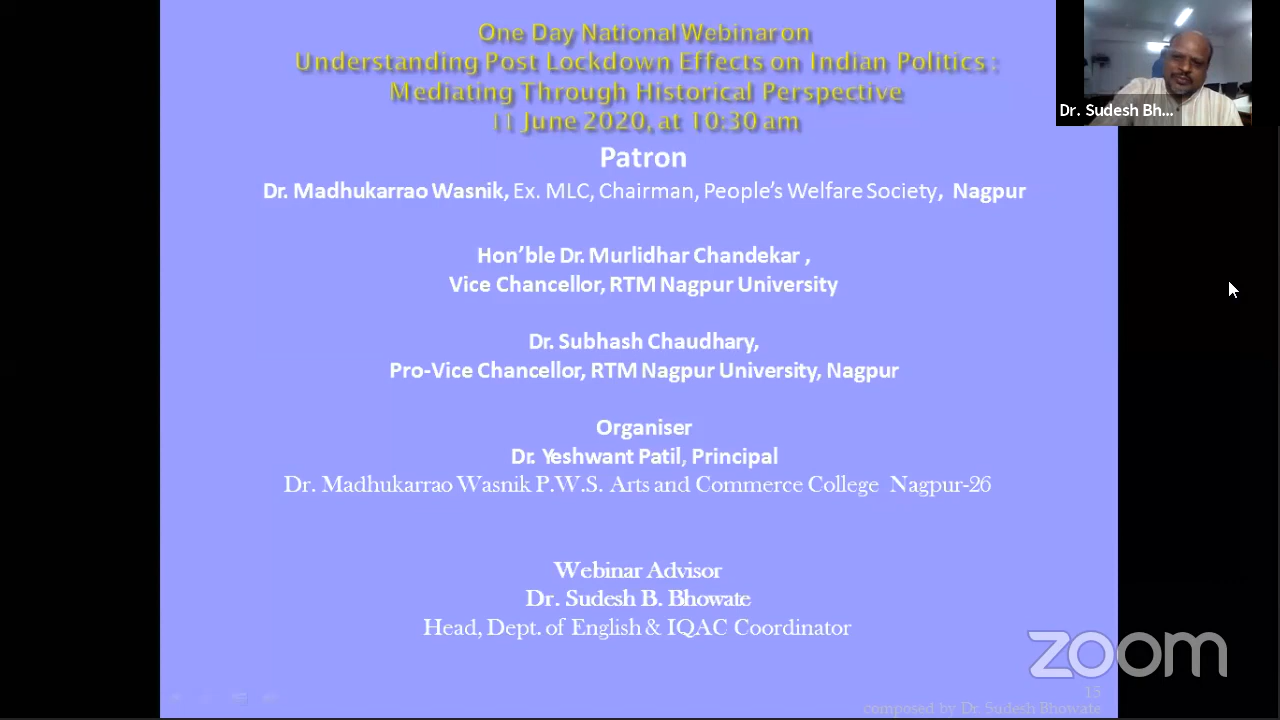 One Day National Webinar on
Understanding Post Lockdown Effects on Indian Politics :
Mediating Through Historical Perspective
11 June 2020, at 10:30 am
Patron
Dr. Madhukarrao Wasnik, Ex. MLC, Chairman, People's Welfare Society, Nagpur
Hon'ble Dr. Murlidhar Chandekar ,
Vice Chancellor, RTM Nagpur University
Dr. Subhash Chaudhary,
Pro-Vice Chancellor, RTM Nagpur University, Nagpur
Organiser
Dr. Yeshwant Patil, Principal
Dr. Madhukarrao Wasnik P.W.S. Arts and Commerce College Nagpur-26
Webinar Advisor
Dr. Sudesh B. Bhowate
Head, Dept. of English & IQAC Coordinator
Dr. Sudesh Bh...
zoom
15
composed by Dr. Sudesh Bhowate